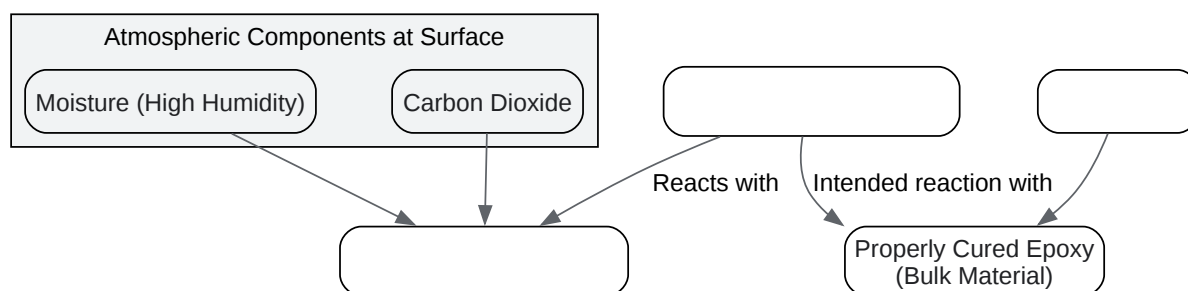 Atmospheric Components at Surface
Moisture (High Humidity)
Carbon Dioxide
Reacts with
Intended reaction with
Properly Cured Epoxy
(Bulk Material)